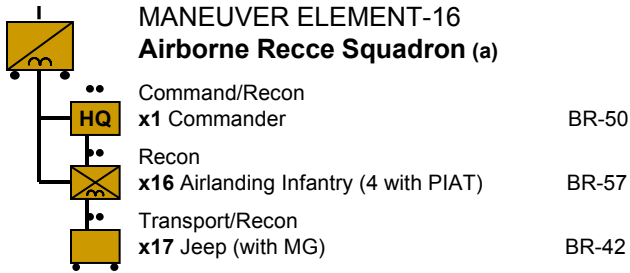 MANEUVER ELEMENT-16
Airborne Recce Squadron (a)
Command/Recon
HQ x1 Commander BR-50
Recon
x16 Airlanding Infantry (4 with PIAT) BR-57
Transport/Recon
x17 Jeep (with MG) BR-42